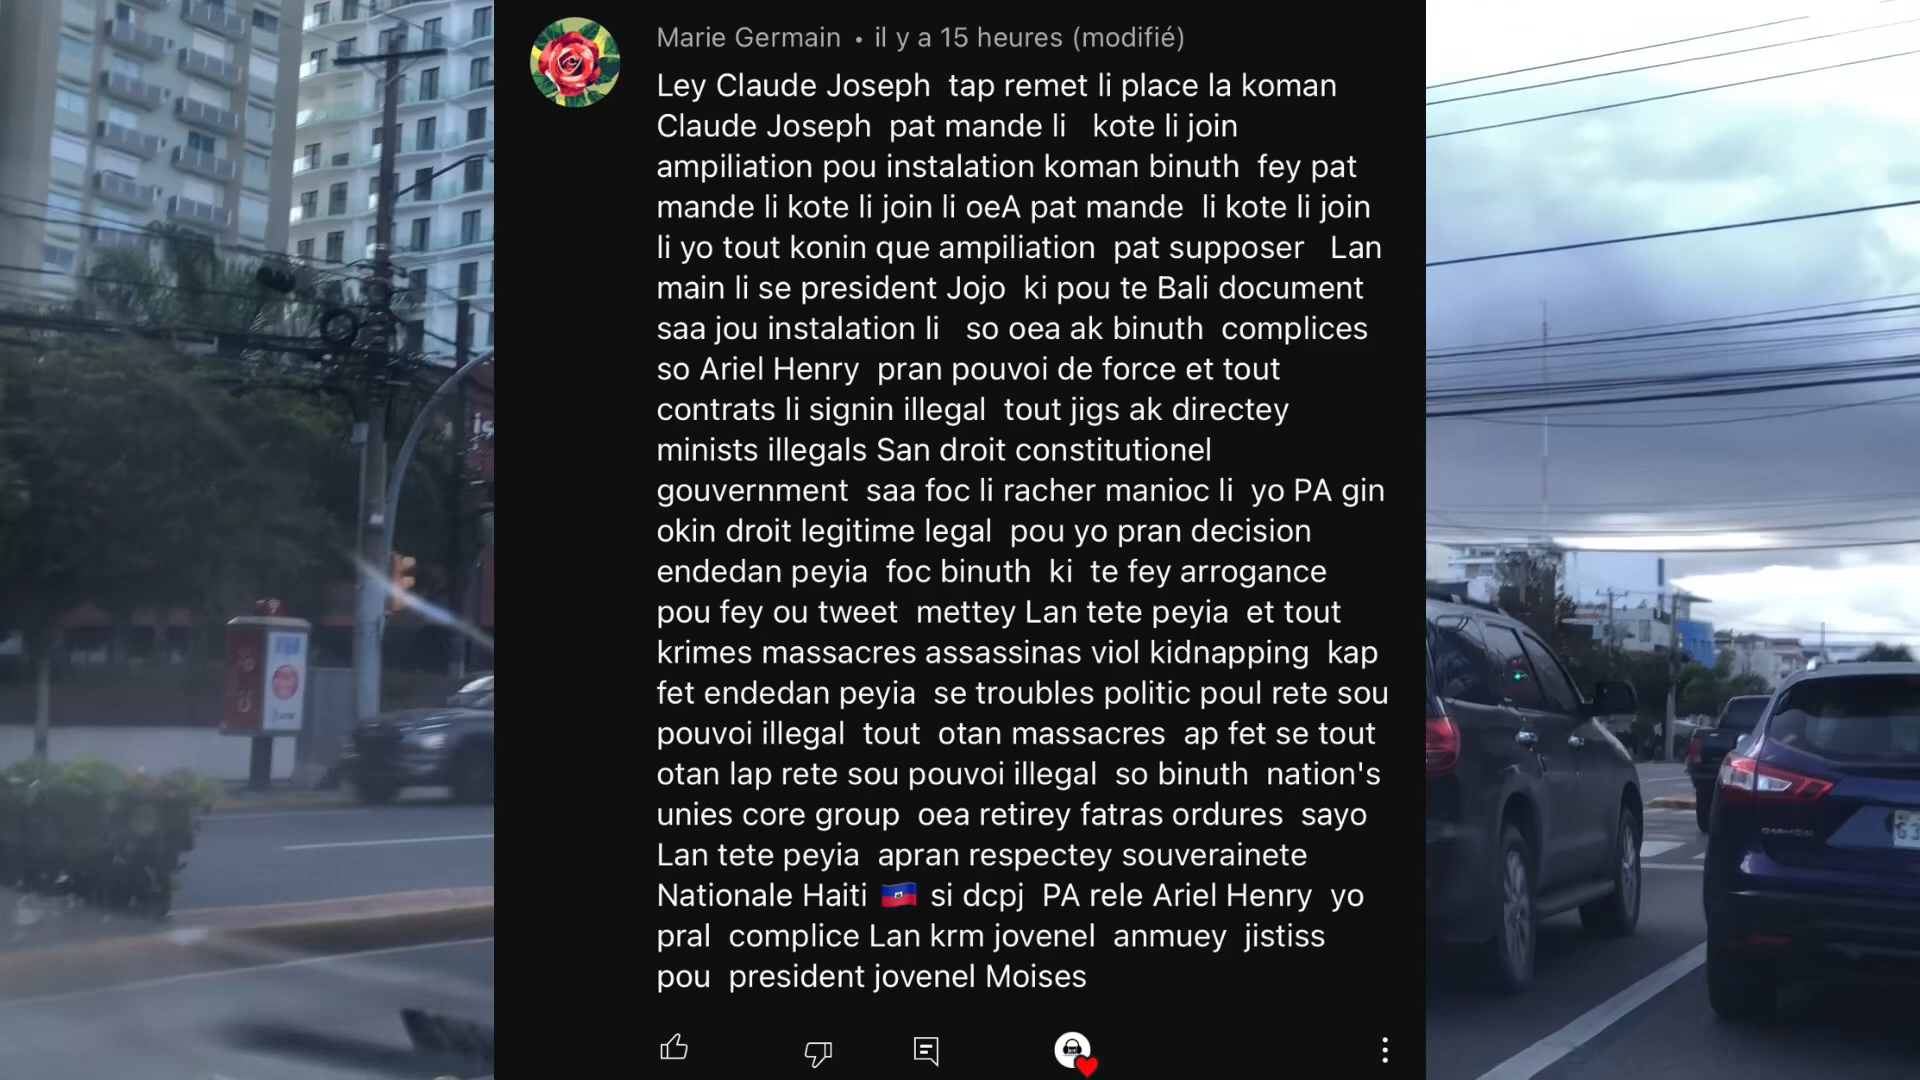 Marie Germain • il y a 15 heures (modifié)
Ley Claude Joseph  tap remet li place la koman
Claude Joseph  pat mande li   kote li join
ampiliation pou instalation koman binuth  fey pat
mande li kote li join li oeA pat mande  li kote li join
li yo tout konin que ampiliation  pat supposer   Lan
main li se president Jojo  ki pou te Bali document
saa jou instalation li   so oea ak binuth  complices
so Ariel Henry  pran pouvoi de force et tout
contrats li signin illegal  tout jigs ak directey
minists illegals San droit constitutionel
gouvernment  saa foc li racher manioc li  yo PA gin
okin droit legitime legal  pou yo pran decision
endedan peyia  foc binuth  ki  te fey arrogance
pou fey ou tweet  mettey Lan tete peyia  et tout
krimes massacres assassinas viol kidnapping  kap
fet endedan peyia  se troubles politic poul rete sou
pouvoi illegal  tout  otan massacres  ap fet se tout
otan lap rete sou pouvoi illegal  so binuth  nation's
unies core group  oea retirey fatras ordures  sayo
Lan tete peyia  apran respectey souverainete
Nationale Haiti 🇭🇹 si dcpj  PA rele Ariel Henry  yo
pral  complice Lan krm jovenel  anmuey  jistiss
pou  president jovenel Moises